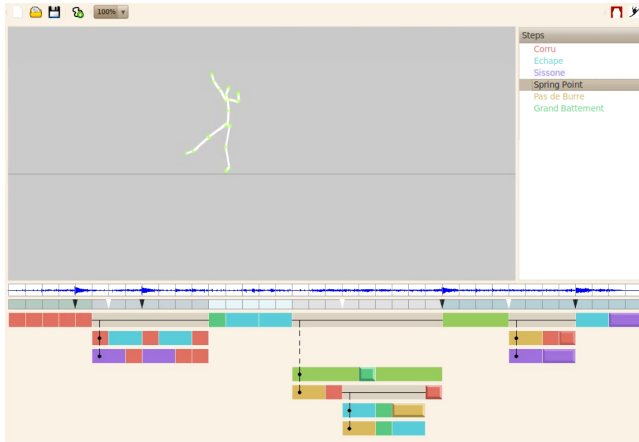 100%
Steps
Corru
Echape
Sissone
Spring Point
Pas de Burre
Grand Battement